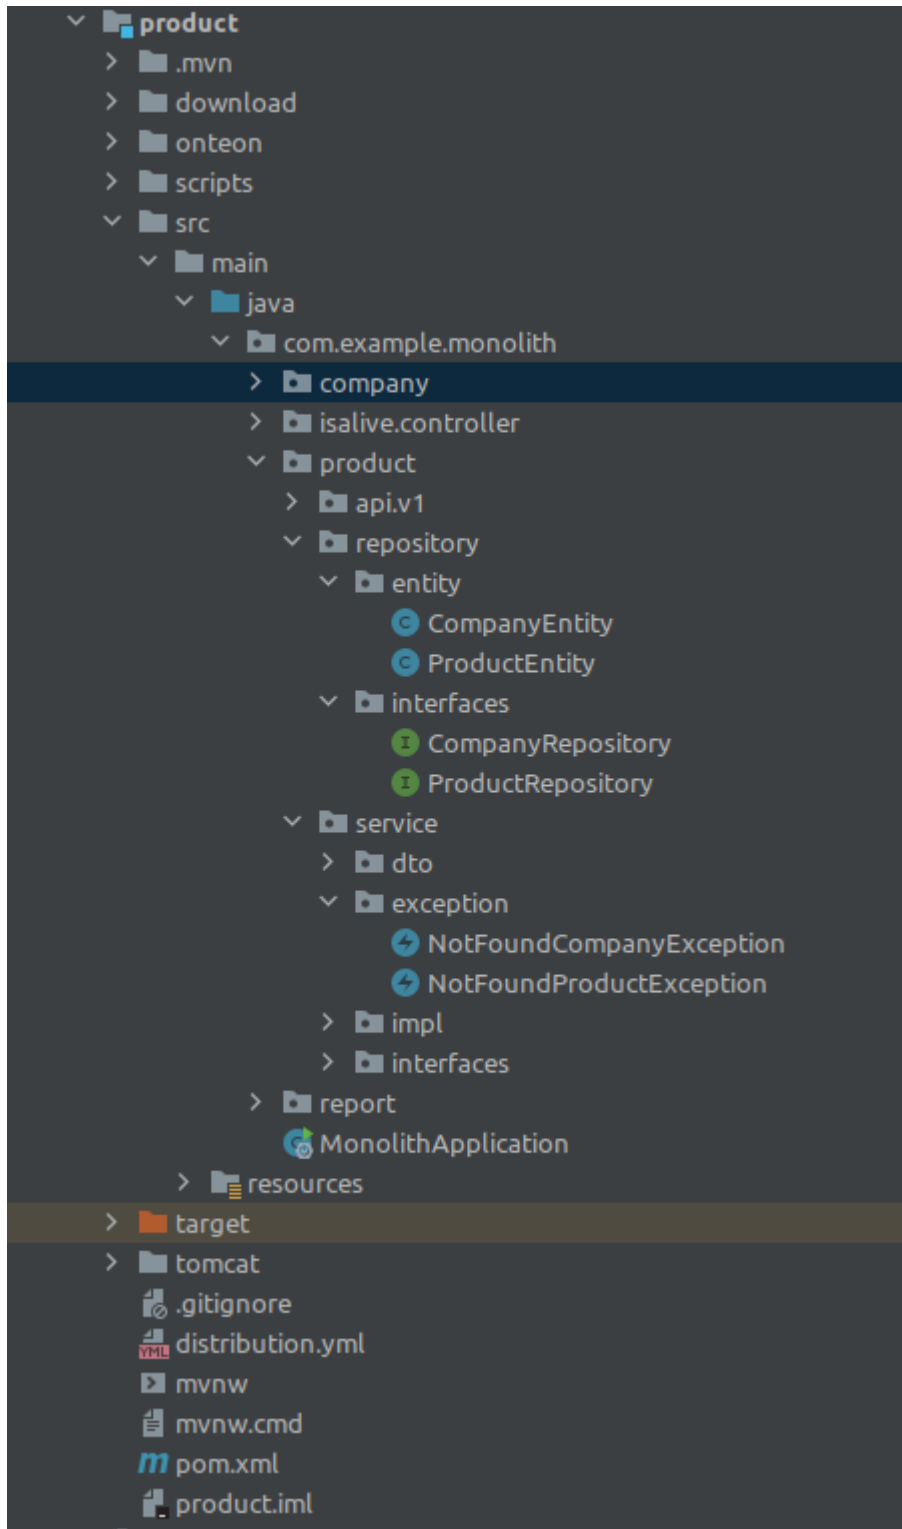 product
.mvn
download
onteon
scripts
src
main
java
com.example.monolith
company
isalive.controller
product
api.v1
repository
entity
C CompanyEntity
C ProductEntity
interfaces
I CompanyRepository
I ProductRepository
service
dto
exception
NotFoundCompanyException
NotFoundProductException
impl
interfaces
report
MonolithApplication
resources
target
tomcat
.gitignore
YML distribution.yml
mvnw
mvnw.cmd
m pom.xml
product.iml